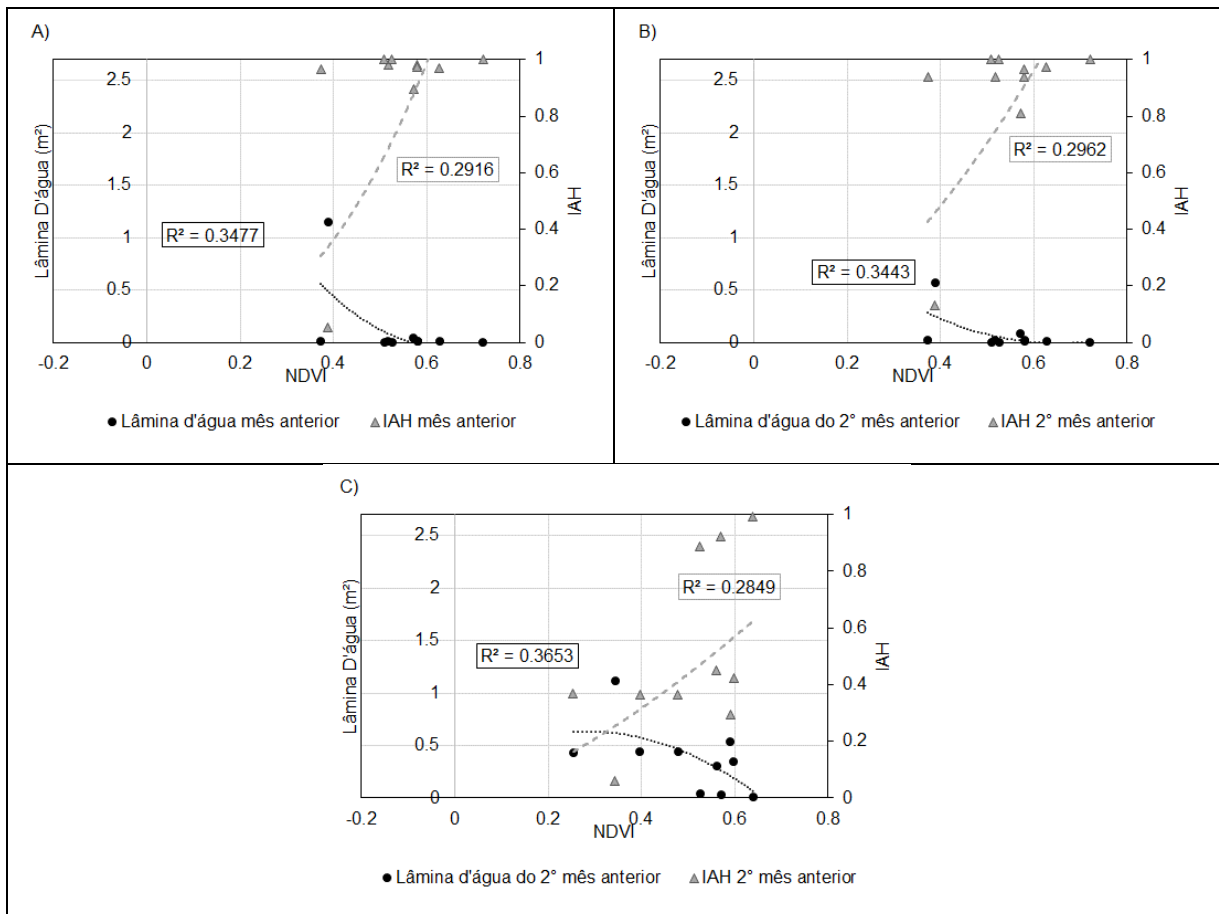 A)
2.5
2
1.5
1
0.5
0
Lâmina D'água (m²)
1
0.8
0.6
0.4
0.2
0
IAH
R² = 0.2916
R² = 0.3477
-0.2 0 0.2 0.4 0.6 0.8
NDVI
Lâmina d'água mês anterior IAH mês anterior
B)
2.5
2
1.5
1
0.5
0
Lâmina D'água (m²)
1
0.8
0.6
0.4
0.2
0
IAH
R² = 0.2962
R² = 0.3443
-0.2 0 0.2 0.4 0.6 0.8
NDVI
Lâmina d'água do 2° mês anterior IAH 2° mês anterior
C)
2.5
2
1.5
1
0.5
0
Lâmina D'água (m²)
1
0.8
0.6
0.4
0.2
0
IAH
R² = 0.2849
R² = 0.3653
-0.2 0 0.2 0.4 0.6 0.8
NDVI
Lâmina d'água do 2° mês anterior IAH 2° mês anterior